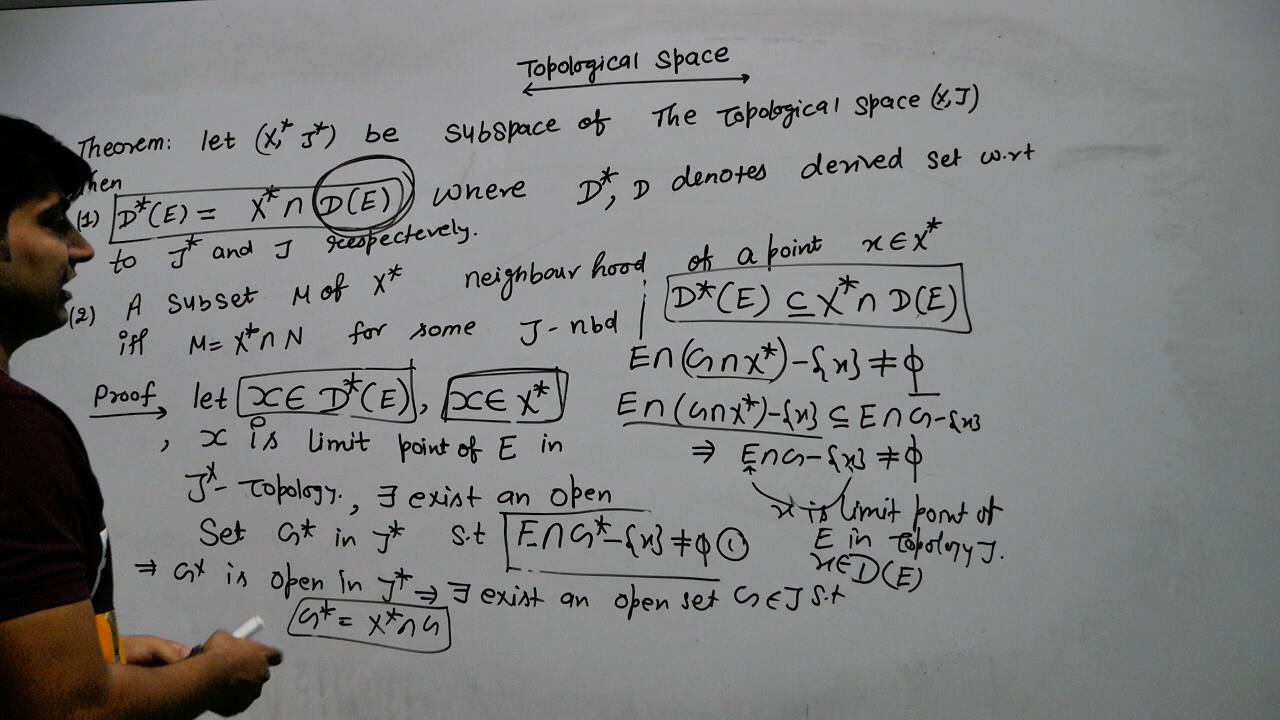 Topological Space
Theorem: let (X*, J*) be subspace of The Topological space (X,J)
Then
(1) D*(E) = X* ∩ D(E) where D*, D denotes derived set w.r.t
to J* and J respectevely.
(2) A subset M of X* neighbourhood of a point x ∈ X*
iff M = X* ∩ N for some J-nbd
Proof let x ∈ D*(E), x ∈ X*
, x is limit point of E in
J*- Topology., ∃ exist an open
Set G* in J* s.t E∩G*-{x} ≠ ϕ ①
⇒ G* is open in J* ⇒ ∃ exist an open set G ∈ J s.t
G* = X*∩G
D*(E) ⊆ X* ∩ D(E)
E∩(G∩X*)-{x} ≠ ϕ
E∩(G∩X*)-{x} ⊆ E∩G-{x}
⇒ E∩G-{x} ≠ ϕ
x is limit point of
E in Topology J.
x∈D(E)